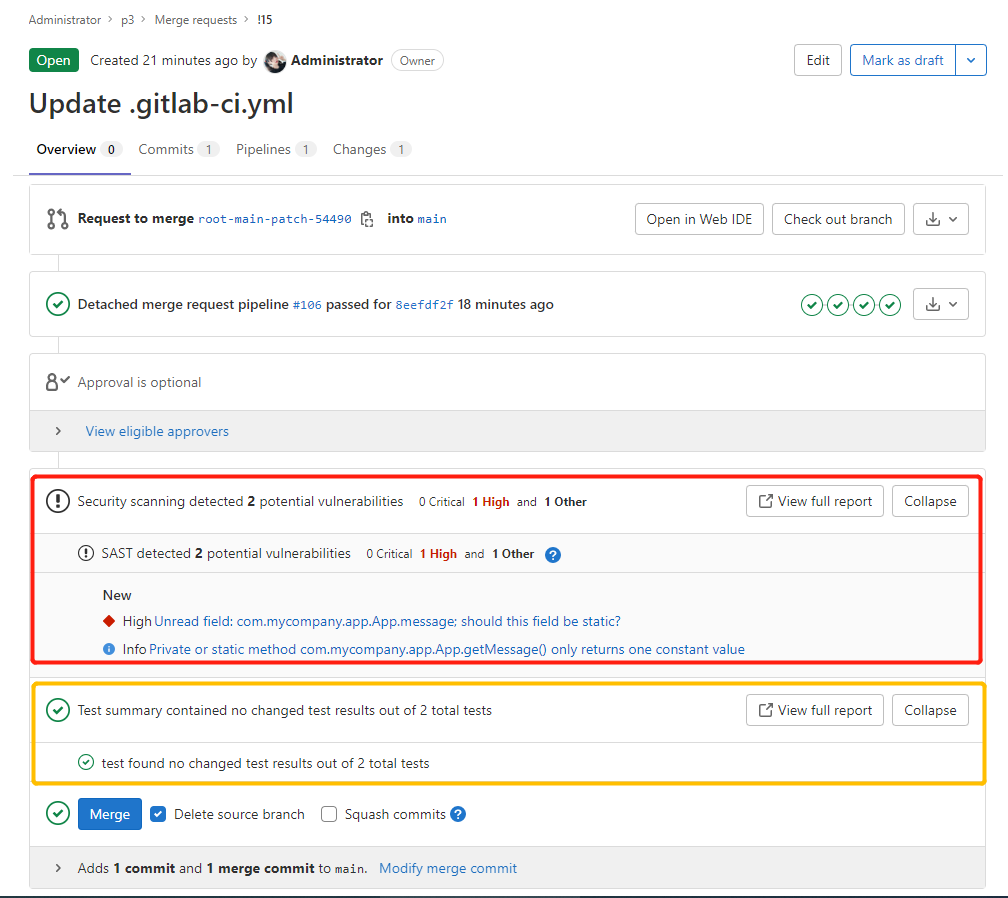 Administrator > p3 > Merge requests > !15
Open Created 21 minutes ago by Administrator Owner Edit Mark as draft
Update .gitlab-ci.yml
Overview 0 Commits 1 Pipelines 1 Changes 1
Request to merge root-main-patch-54490 into main Open in Web IDE Check out branch
Detached merge request pipeline #106 passed for 8eefdf2f 18 minutes ago
Approval is optional
View eligible approvers
Security scanning detected 2 potential vulnerabilities 0 Critical 1 High and 1 Other View full report Collapse
SAST detected 2 potential vulnerabilities 0 Critical 1 High and 1 Other ?
New
High Unread field: com.mycompany.app.App.message; should this field be static?
Info Private or static method com.mycompany.app.App.getMessage() only returns one constant value
Test summary contained no changed test results out of 2 total tests View full report Collapse
test found no changed test results out of 2 total tests
Merge Delete source branch Squash commits ?
Adds 1 commit and 1 merge commit to main. Modify merge commit